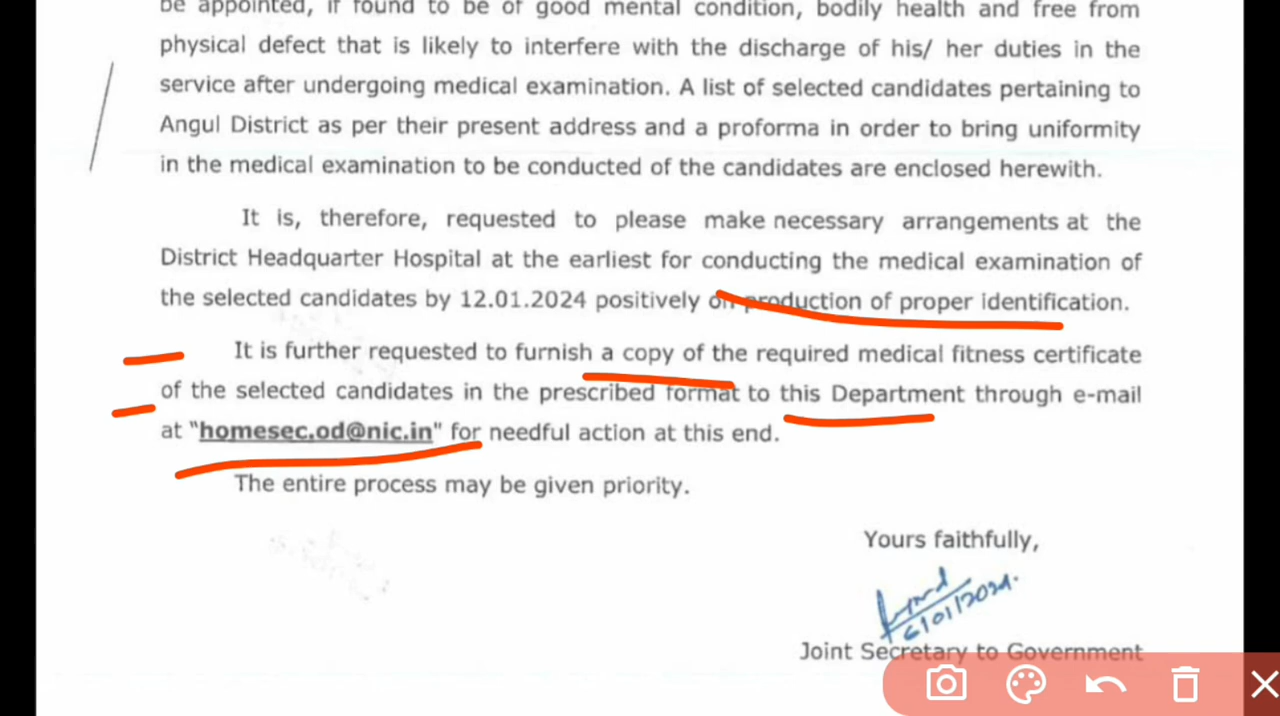 be appointed, if found to be of good mental condition, bodily health and free from
physical defect that is likely to interfere with the discharge of his/ her duties in the
service after undergoing medical examination. A list of selected candidates pertaining to
Angul District as per their present address and a proforma in order to bring uniformity
in the medical examination to be conducted of the candidates are enclosed herewith.
It is, therefore, requested to please make necessary arrangements at the
District Headquarter Hospital at the earliest for conducting the medical examination of
the selected candidates by 12.01.2024 positively on production of proper identification.
It is further requested to furnish a copy of the required medical fitness certificate
of the selected candidates in the prescribed format to this Department through e-mail
at "homesec.od@nic.in" for needful action at this end.
The entire process may be given priority.
Yours faithfully,
6/01/2024.
Joint Secretary to Government